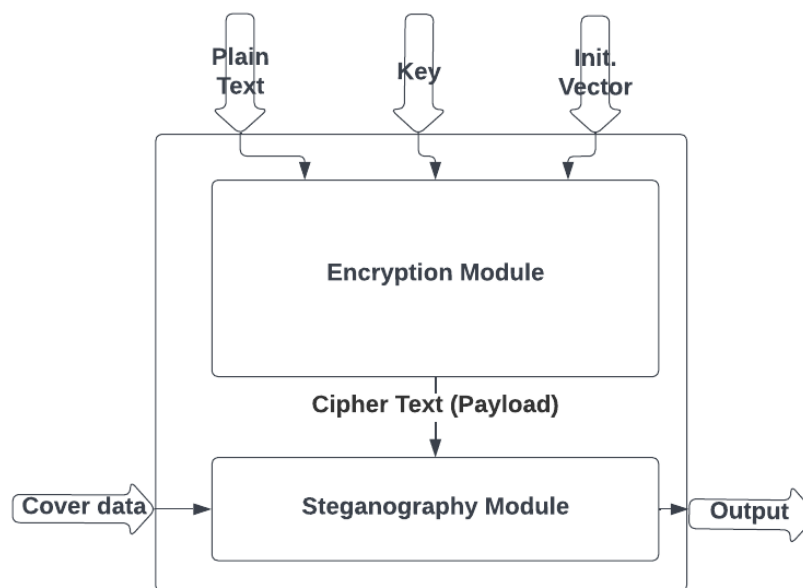 Plain
Text
Key
Init.
Vector
Encryption Module
Cipher Text (Payload)
Cover data
Steganography Module
Output